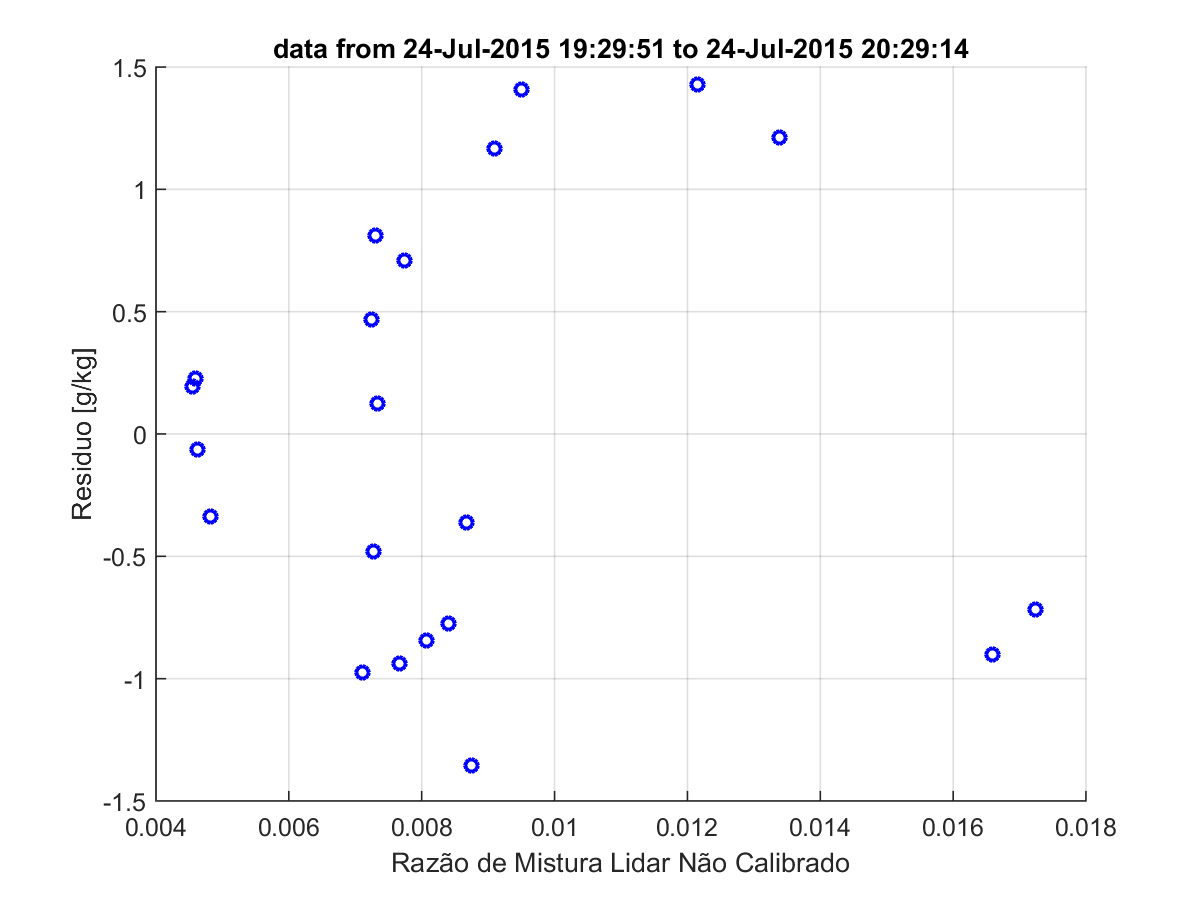 data from 24-Jul-2015 19:29:51 to 24-Jul-2015 20:29:14
1.5
1
0.5
0
-0.5
-1
-1.5
Residuo [g/kg]
0.004 0.006 0.008 0.01 0.012 0.014 0.016 0.018
Razão de Mistura Lidar Não Calibrado